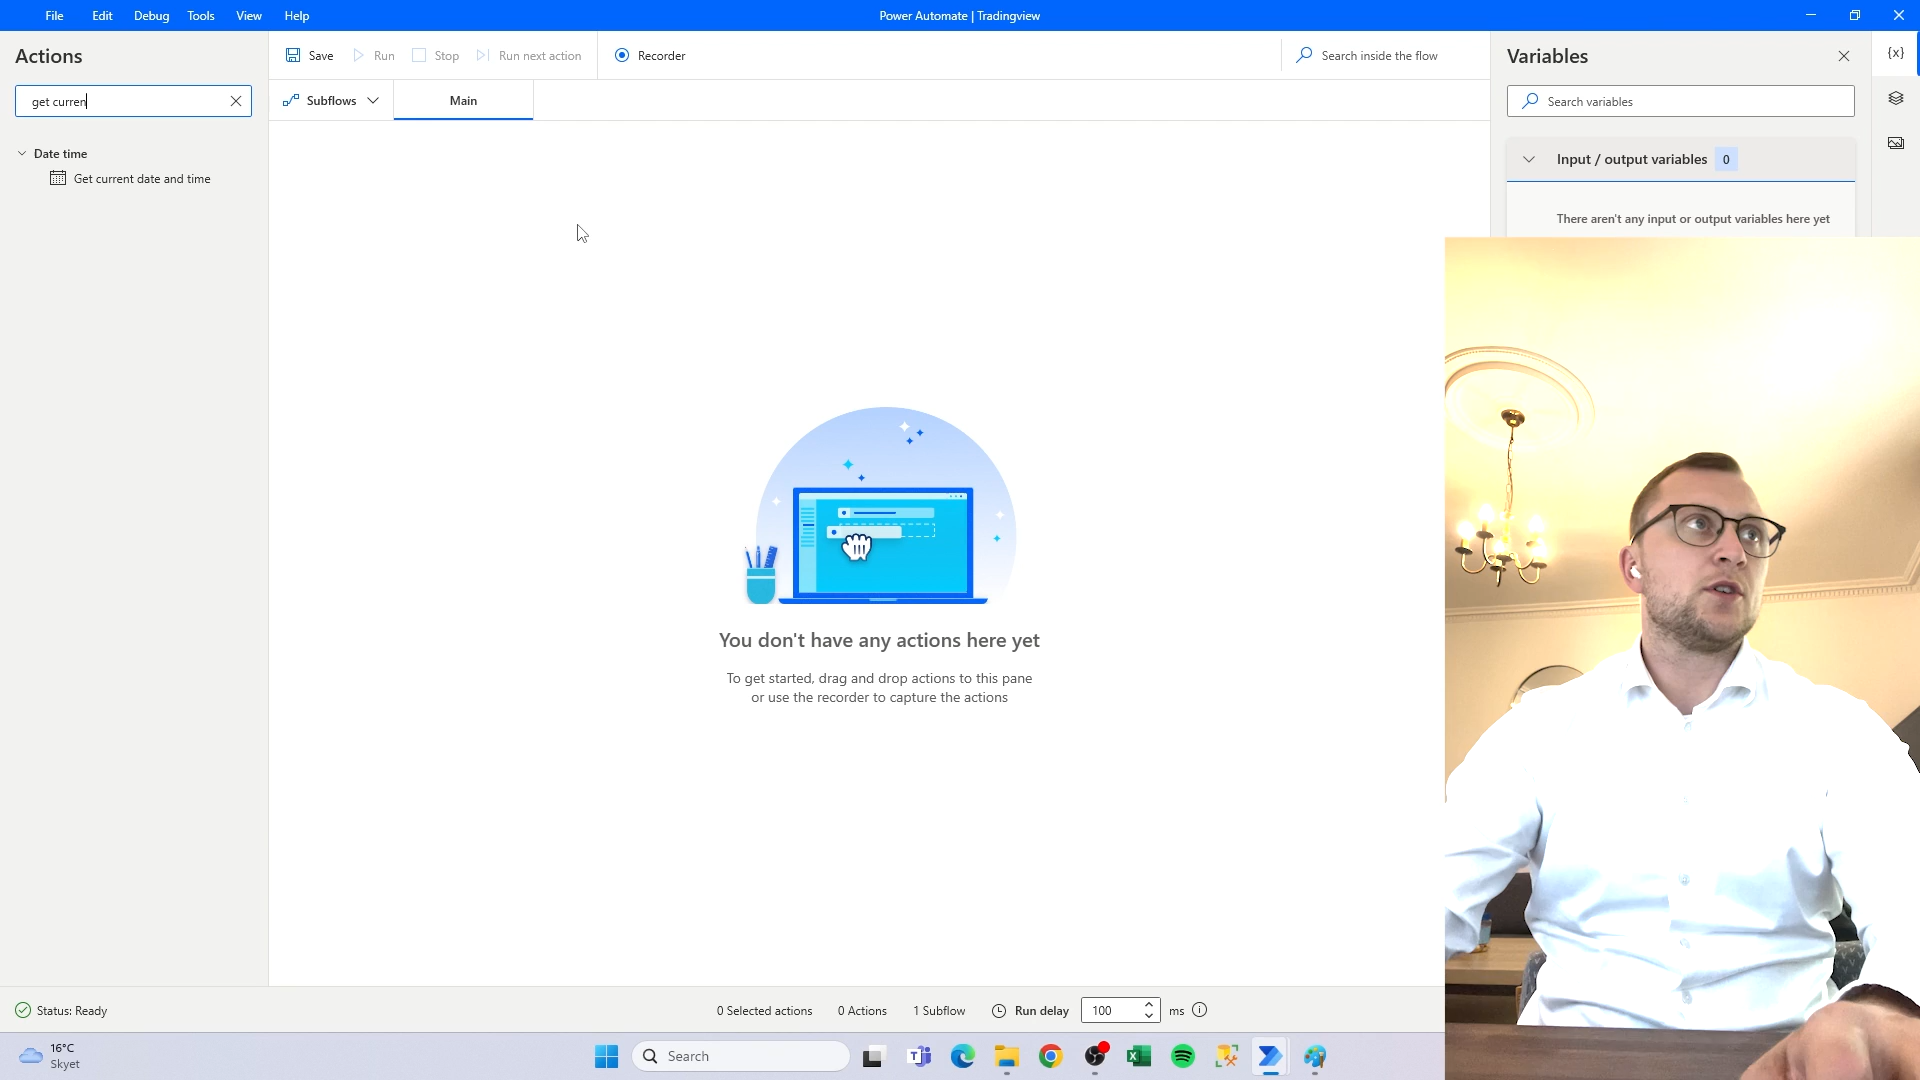 File Edit Debug Tools View Help
Power Automate | Tradingview
Actions
get curren
Date time
Get current date and time
Save Run Stop Run next action Recorder
Search inside the flow
Subflows Main
You don't have any actions here yet
To get started, drag and drop actions to this pane
or use the recorder to capture the actions
Variables
{x}
Search variables
Input / output variables 0
There aren't any input or output variables here yet
Status: Ready
0 Selected actions 0 Actions 1 Subflow Run delay 100 ms
16°C
Skyet
Search